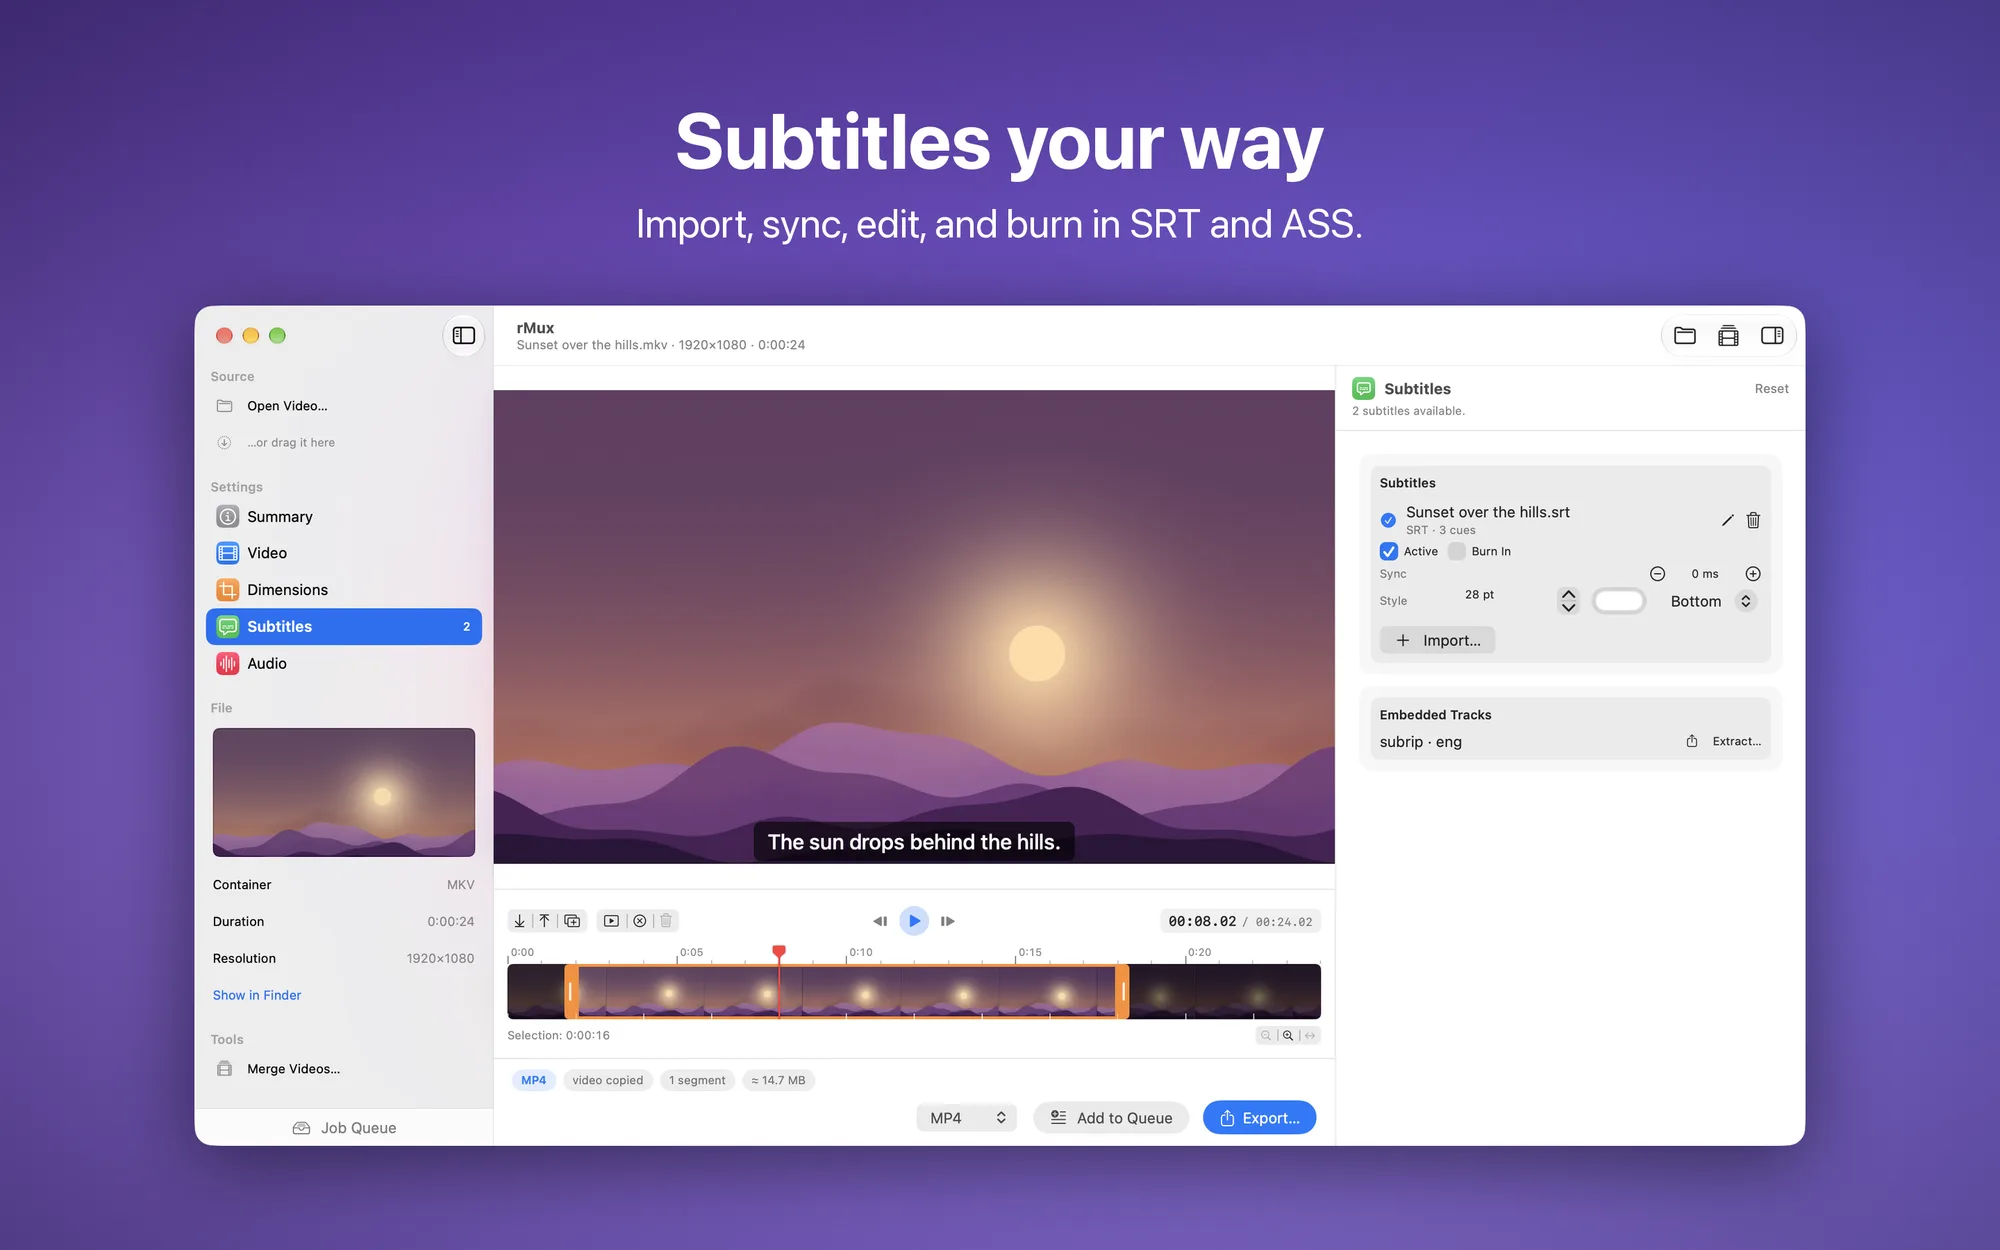 Subtitles your way
Import, sync, edit, and burn in SRT and ASS.
rMux
Sunset over the hills.mkv · 1920×1080 · 0:00:24
Source
Open Video...
...or drag it here
Settings
Summary
Video
Dimensions
Subtitles 2
Audio
File
Container MKV
Duration 0:00:24
Resolution 1920×1080
Show in Finder
Tools
Merge Videos...
Job Queue
The sun drops behind the hills.
00:08.02 / 00:24.02
0:00 0:05 0:10 0:15 0:20
Selection: 0:00:16
MP4 video copied 1 segment ≈ 14.7 MB
MP4 Add to Queue Export...
Subtitles Reset
2 subtitles available.
Subtitles
Sunset over the hills.srt
SRT · 3 cues
Active Burn In
Sync 0 ms
Style 28 pt Bottom
+ Import...
Embedded Tracks
subrip · eng Extract...